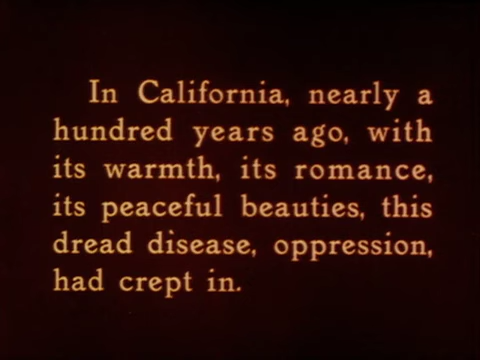 In California, nearly a
hundred years ago, with
its warmth, its romance,
its peaceful beauties, this
dread disease, oppression,
had crept in.